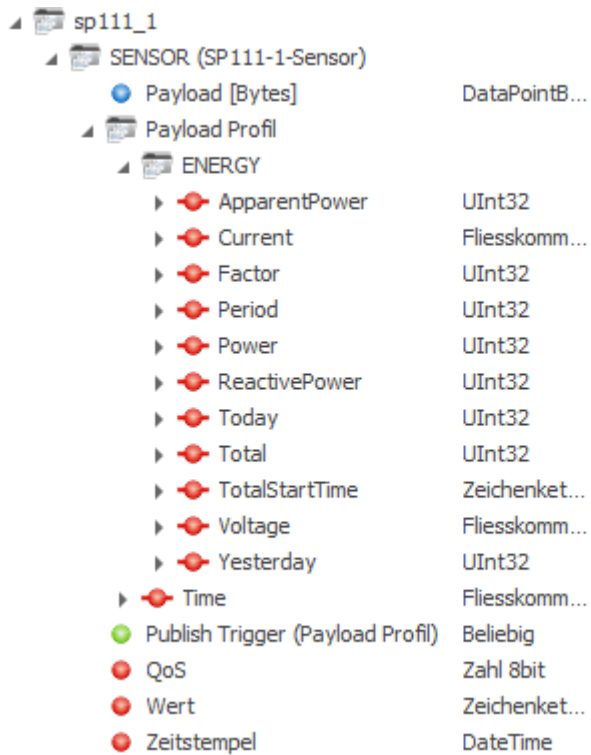 sp111_1
SENSOR (SP111-1-Sensor)
Payload [Bytes] DataPointB...
Payload Profil
ENERGY
ApparentPower UInt32
Current Fliesskomm...
Factor UInt32
Period UInt32
Power UInt32
ReactivePower UInt32
Today UInt32
Total UInt32
TotalStartTime Zeichenket...
Voltage Fliesskomm...
Yesterday UInt32
Time Fliesskomm...
Publish Trigger (Payload Profil) Beliebig
QoS Zahl 8bit
Wert Zeichenket...
Zeitstempel DateTime